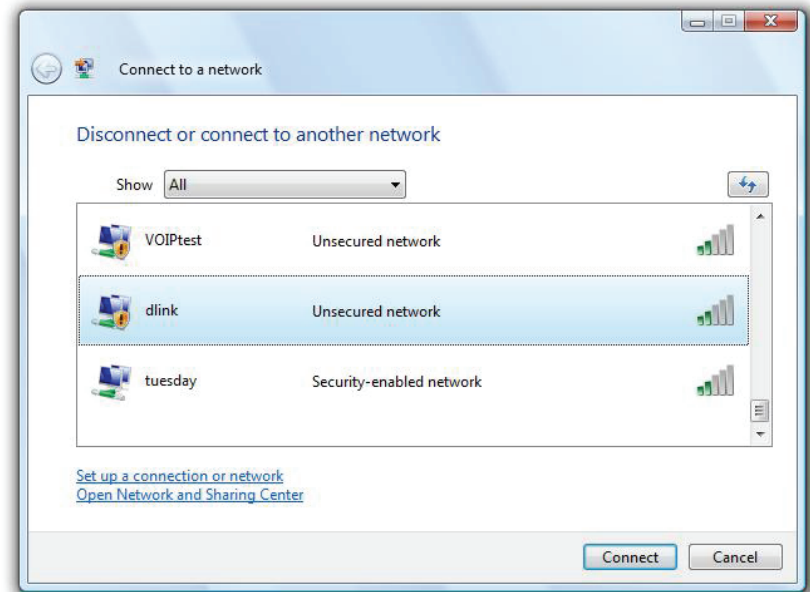 Connect to a network
Disconnect or connect to another network
Show All
VOIPtest Unsecured network
dlink Unsecured network
tuesday Security-enabled network
Set up a connection or network
Open Network and Sharing Center
Connect Cancel